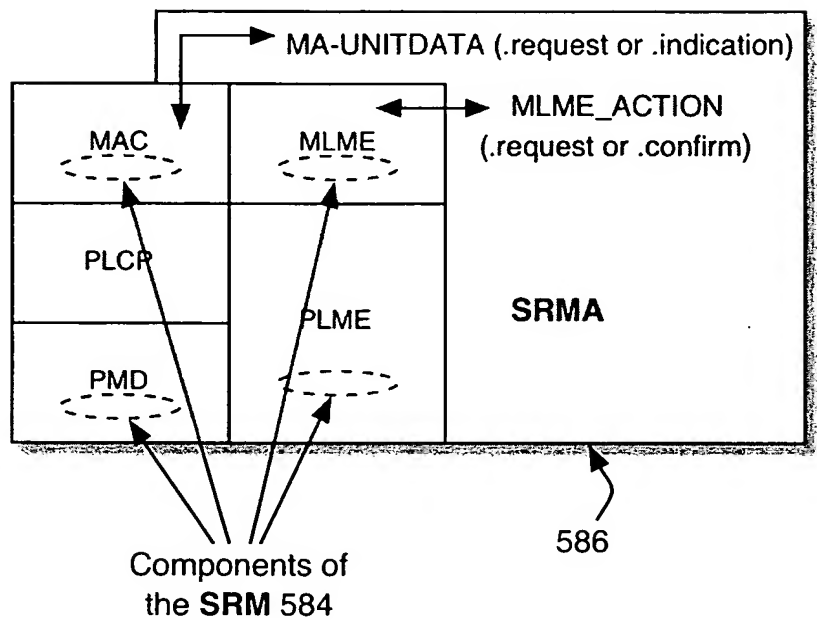 MA-UNITDATA (.request or .indication)
MLME_ACTION
(.request or .confirm)
MAC
MLME
PLCP
PLME
SRMA
PMD
586
Components of
the SRM 584